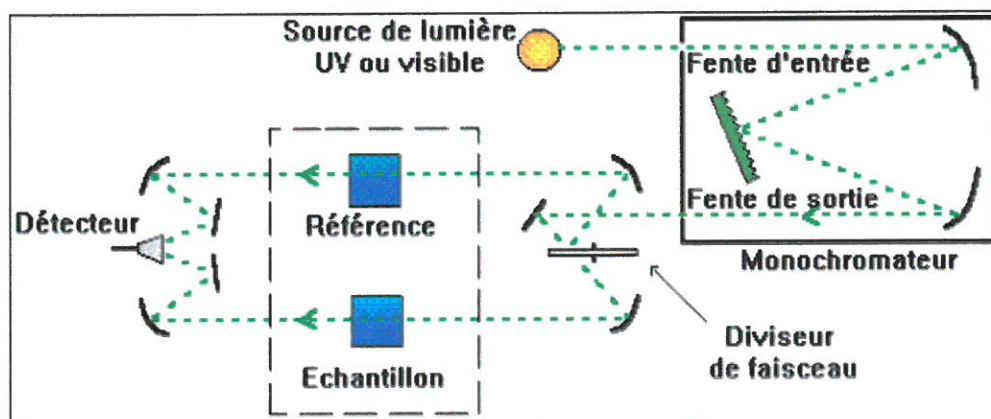 Source de lumière
UV ou visible
Fente d'entrée
Fente de sortie
Monochromateur
Détecteur
Référence
Echantillon
Diviseur
de faisceau